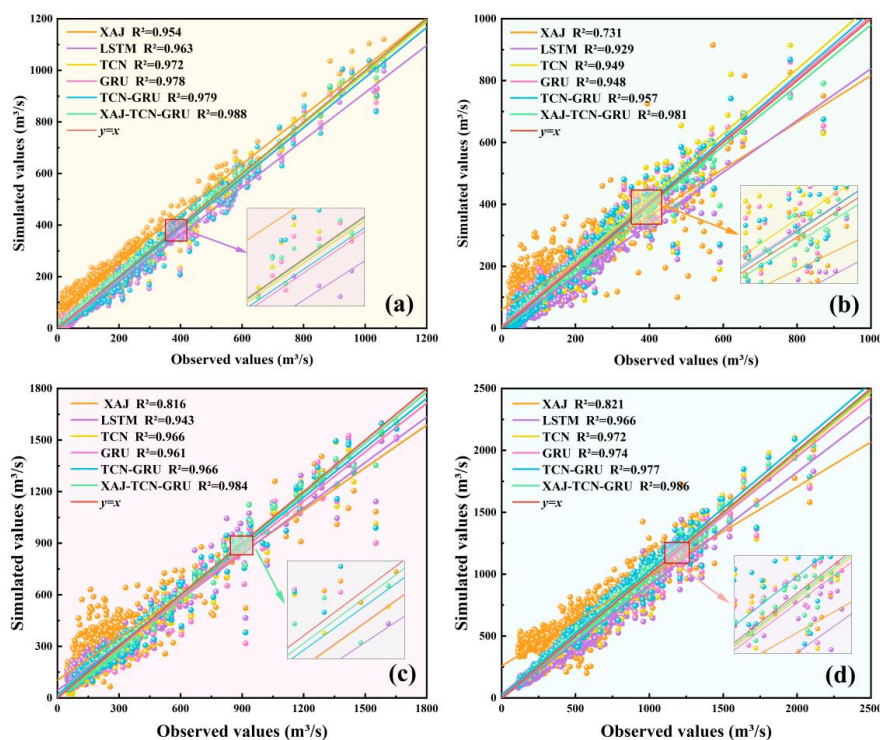 XAJ R²=0.954
LSTM R²=0.963
TCN R²=0.972
GRU R²=0.978
TCN-GRU R²=0.979
XAJ-TCN-GRU R²=0.988
y=x
(a)
Simulated values (m³/s)
1200
1000
800
600
400
200
0
0 200 400 600 800 1000 1200
Observed values (m³/s)
XAJ R²=0.731
LSTM R²=0.929
TCN R²=0.949
GRU R²=0.948
TCN-GRU R²=0.957
XAJ-TCN-GRU R²=0.981
y=x
(b)
Simulated values (m³/s)
1000
800
600
400
200
0
0 200 400 600 800 1000
Observed values (m³/s)
XAJ R²=0.816
LSTM R²=0.943
TCN R²=0.966
GRU R²=0.961
TCN-GRU R²=0.966
XAJ-TCN-GRU R²=0.984
y=x
(c)
Simulated values (m³/s)
1800
1500
1200
900
600
300
0
0 300 600 900 1200 1500 1800
Observed values (m³/s)
XAJ R²=0.821
LSTM R²=0.966
TCN R²=0.972
GRU R²=0.974
TCN-GRU R²=0.977
XAJ-TCN-GRU R²=0.986
y=x
(d)
Simulated values (m³/s)
2500
2000
1500
1000
500
0
0 500 1000 1500 2000 2500
Observed values (m³/s)